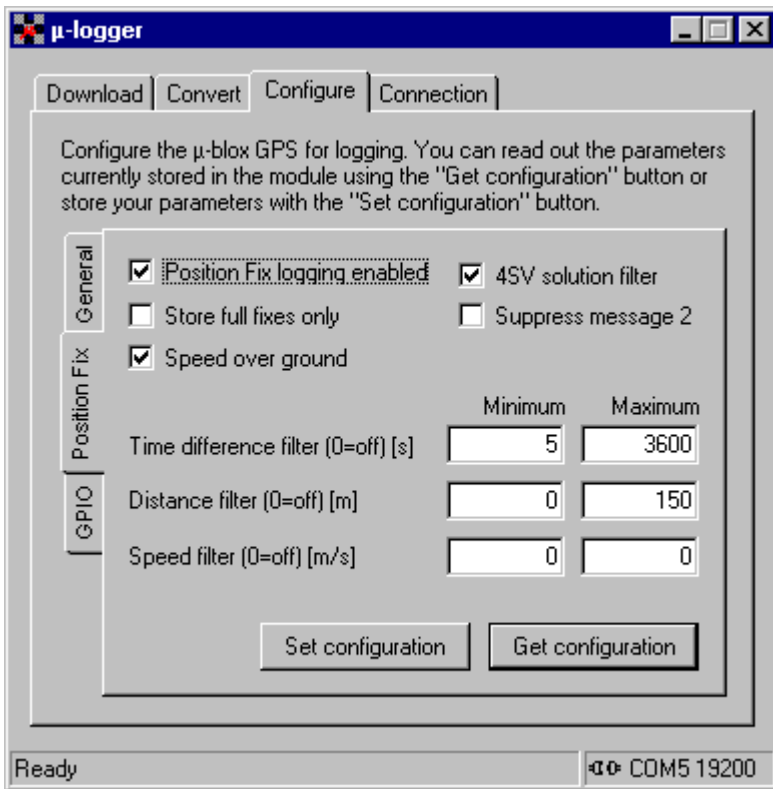 µ-logger
Download Convert Configure Connection
Configure the µ-blox GPS for logging. You can read out the parameters
currently stored in the module using the "Get configuration" button or
store your parameters with the "Set configuration" button.
General
Position Fix
GPIO
Position Fix logging enabled 4SV solution filter
Store full fixes only Suppress message 2
Speed over ground
Minimum Maximum
Time difference filter (0=off) [s] 5 3600
Distance filter (0=off) [m] 0 150
Speed filter (0=off) [m/s] 0 0
Set configuration Get configuration
Ready COM5 19200